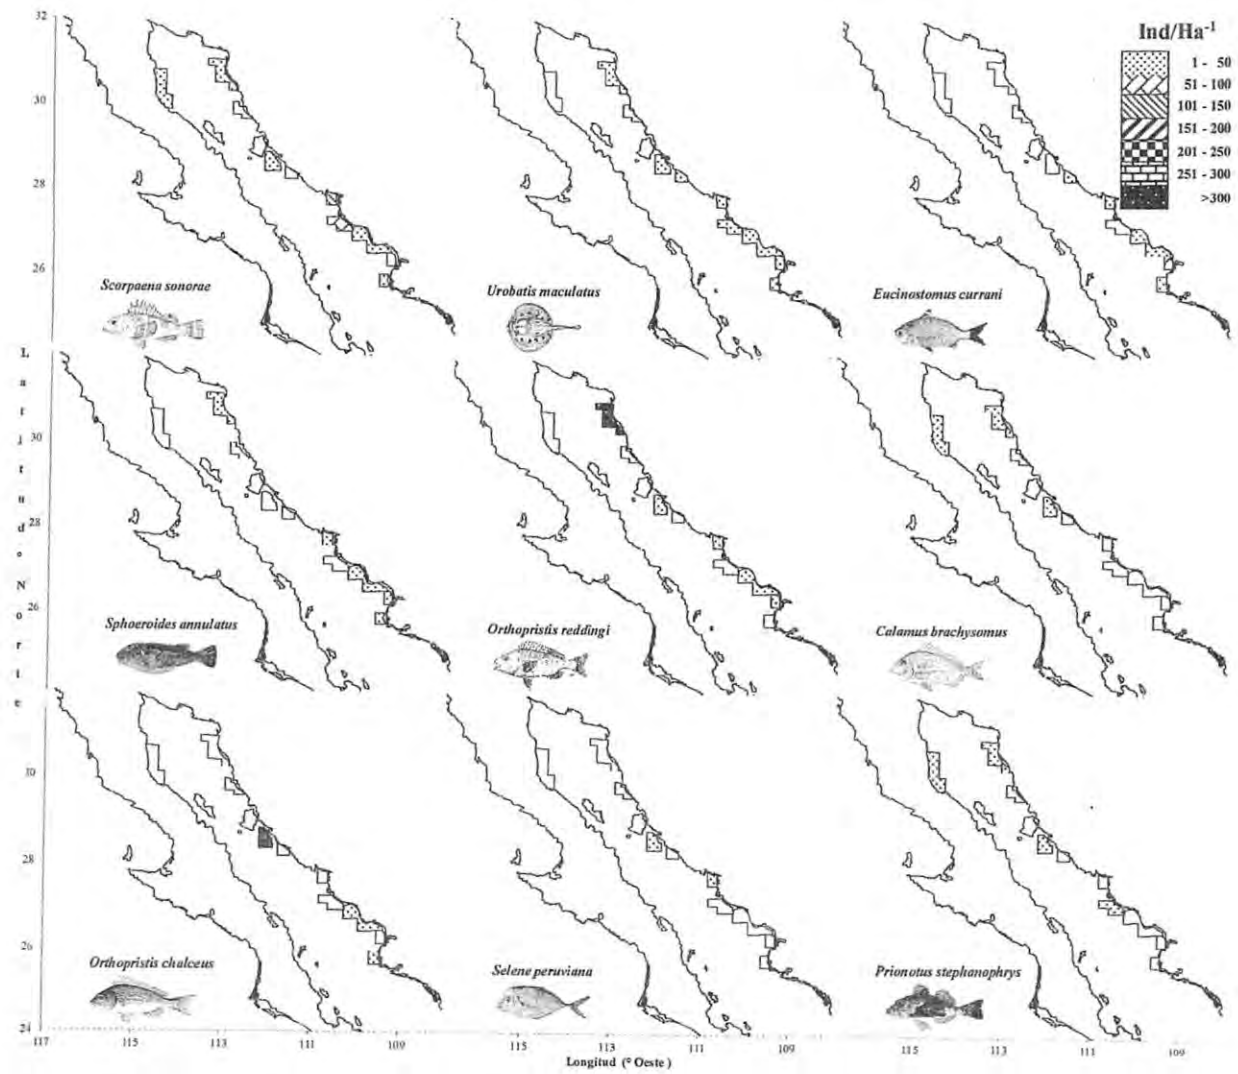 Ind/Ha⁻¹
1 - 50
51 - 100
101 - 150
151 - 200
201 - 250
251 - 300
>300
32
30
28
26
Scorpaena sonorae
Urobatis maculatus
Eucinostomus currani
Latitud ° Norte
30
28
26
Sphoeroides annulatus
Orthopristis reddingi
Calamus brachysomus
30
28
26
24
Orthopristis chalceus
Selene peruviana
Prionotus stephanophrys
117 115 113 111 109 115 113 111 109 115 113 111 109
Longitud (° Oeste)